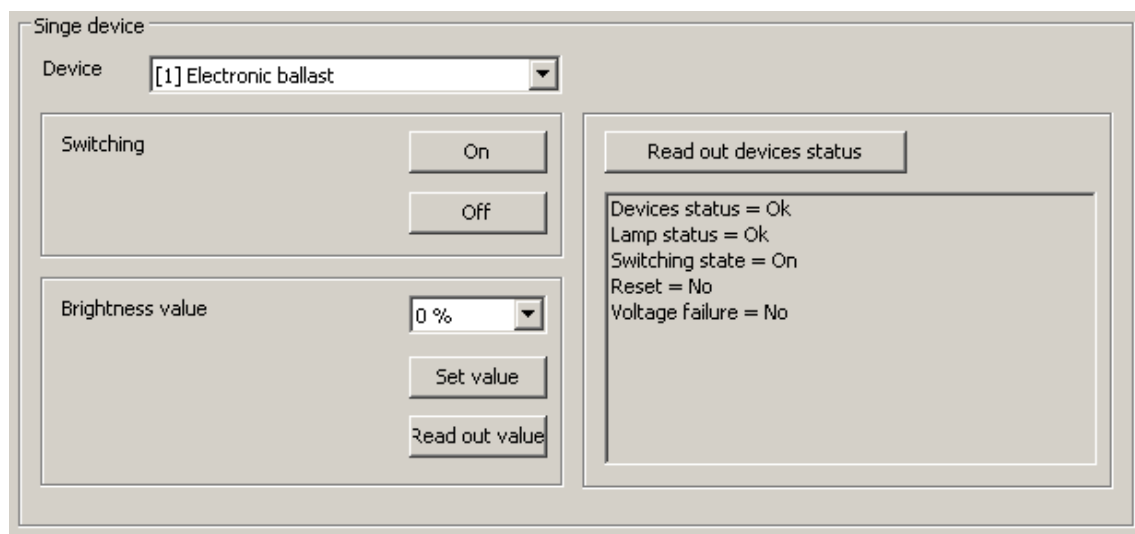 Singe device
Device
[1] Electronic ballast
Switching
On
Off
Brightness value
0 %
Set value
Read out value
Read out devices status
Devices status = Ok
Lamp status = Ok
Switching state = On
Reset = No
Voltage failure = No